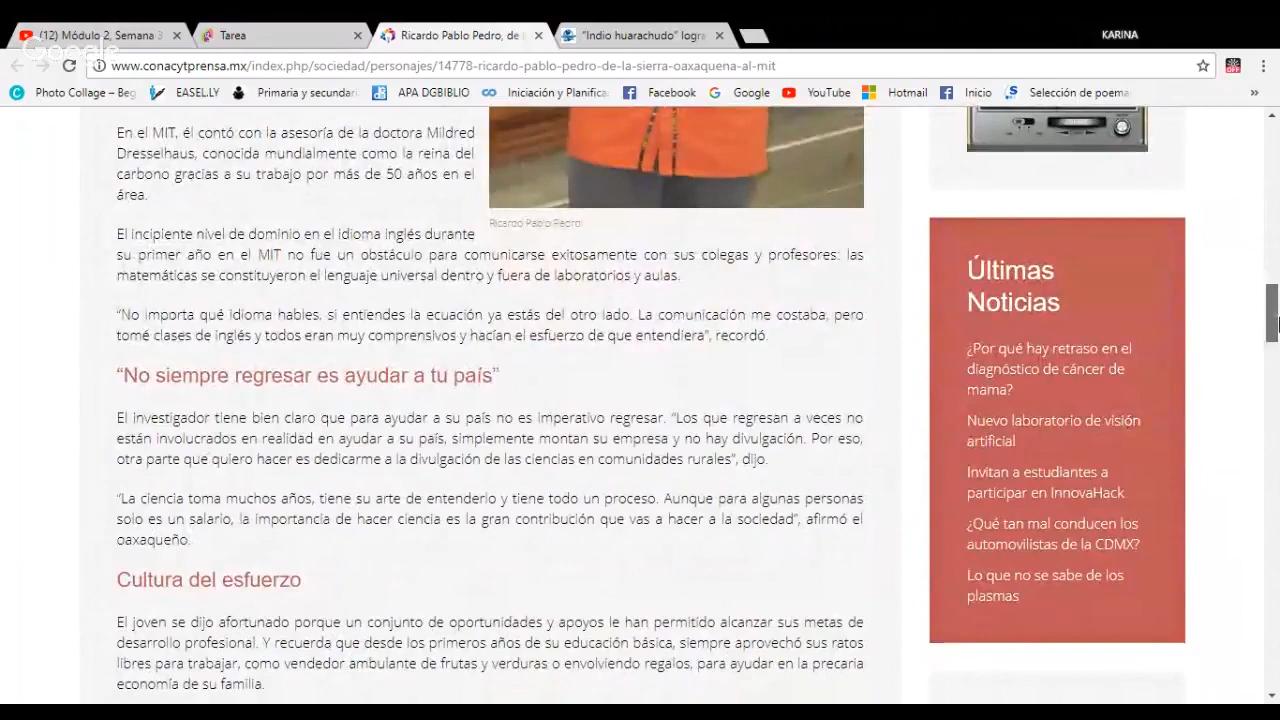 (12) Módulo 2, Semana 3
Tarea
Ricardo Pablo Pedro, de l
“Indio huarachudo” logra
KARINA
Google
www.conacytprensa.mx/index.php/sociedad/personajes/14778-ricardo-pablo-pedro-de-la-sierra-oaxaquena-al-mit
OFF
Photo Collage – Beg
EASEL.LY
Primaria y secundari
APA DGBIBLIO
Iniciación y Planifica
Facebook
Google
YouTube
Hotmail
Inicio
Selección de poema
En el MIT, él contó con la asesoría de la doctora Mildred
Dresselhaus, conocida mundialmente como la reina del
carbono gracias a su trabajo por más de 50 años en el
área.
Ricardo Pablo Pedro.
El incipiente nivel de dominio en el idioma inglés durante
su primer año en el MIT no fue un obstáculo para comunicarse exitosamente con sus colegas y profesores: las
matemáticas se constituyeron el lenguaje universal dentro y fuera de laboratorios y aulas.
“No importa qué idioma hables, si entiendes la ecuación ya estás del otro lado. La comunicación me costaba, pero
tomé clases de inglés y todos eran muy comprensivos y hacían el esfuerzo de que entendiera”, recordó.
“No siempre regresar es ayudar a tu país”
El investigador tiene bien claro que para ayudar a su país no es imperativo regresar. “Los que regresan a veces no
están involucrados en realidad en ayudar a su país, simplemente montan su empresa y no hay divulgación. Por eso,
otra parte que quiero hacer es dedicarme a la divulgación de las ciencias en comunidades rurales”, dijo.
“La ciencia toma muchos años, tiene su arte de entenderlo y tiene todo un proceso. Aunque para algunas personas
solo es un salario, la importancia de hacer ciencia es la gran contribución que vas a hacer a la sociedad”, afirmó el
oaxaqueño.
Cultura del esfuerzo
El joven se dijo afortunado porque un conjunto de oportunidades y apoyos le han permitido alcanzar sus metas de
desarrollo profesional. Y recuerda que desde los primeros años de su educación básica, siempre aprovechó sus ratos
libres para trabajar, como vendedor ambulante de frutas y verduras o envolviendo regalos, para ayudar en la precaria
economía de su familia.
Últimas
Noticias
¿Por qué hay retraso en el
diagnóstico de cáncer de
mama?
Nuevo laboratorio de visión
artificial
Invitan a estudiantes a
participar en InnovaHack
¿Qué tan mal conducen los
automovilistas de la CDMX?
Lo que no se sabe de los
plasmas